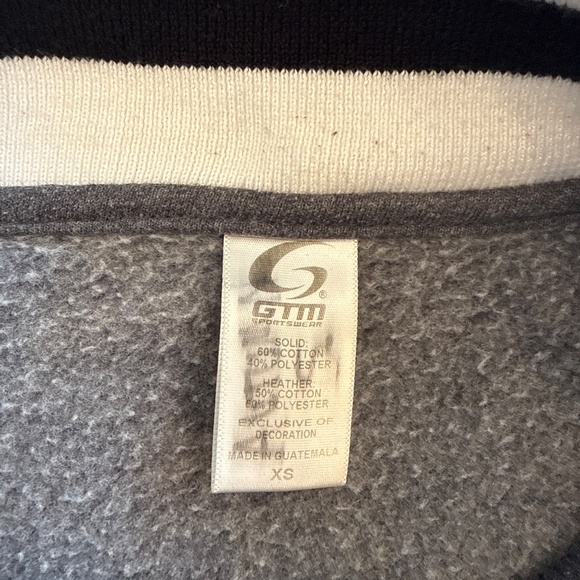 GTM®
SPORTSWEAR
SOLID:
60% COTTON
40% POLYESTER
HEATHER:
50% COTTON
50% POLYESTER
EXCLUSIVE OF
DECORATION
MADE IN GUATEMALA
XS